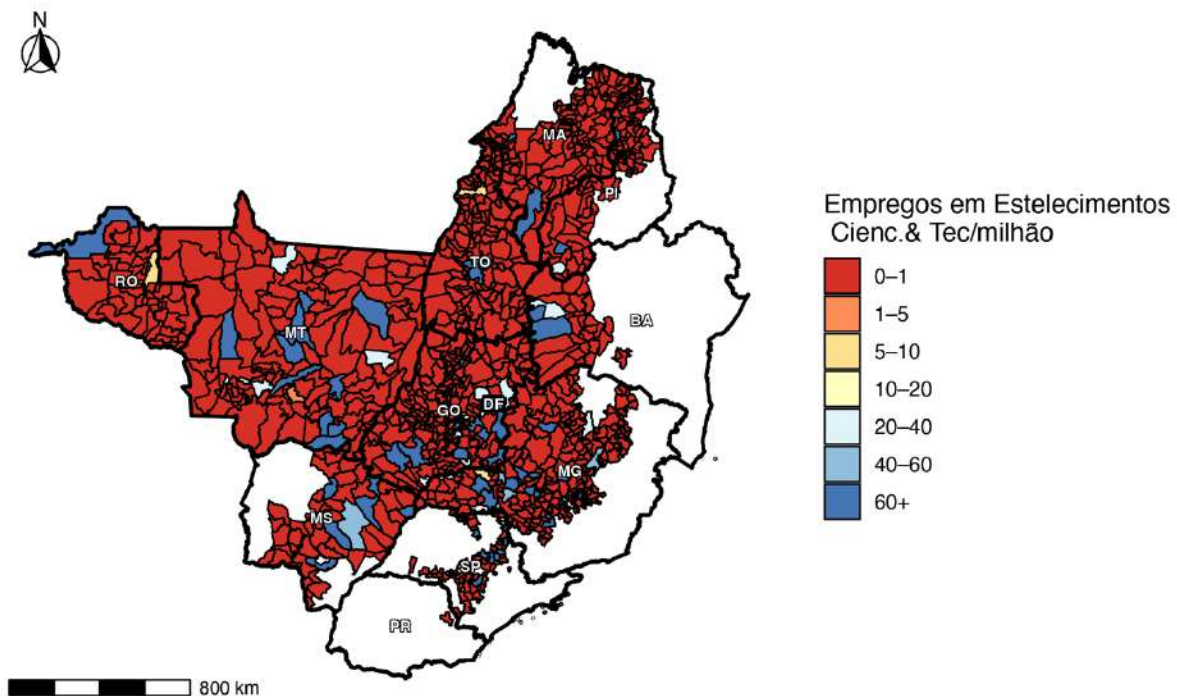 N
MA
PI
RO
TO
BA
MT
GO
DF
MG
MS
SP
PR
800 km
Empregos em Estelecimentos
Cienc.& Tec/milhão
0–1
1–5
5–10
10–20
20–40
40–60
60+